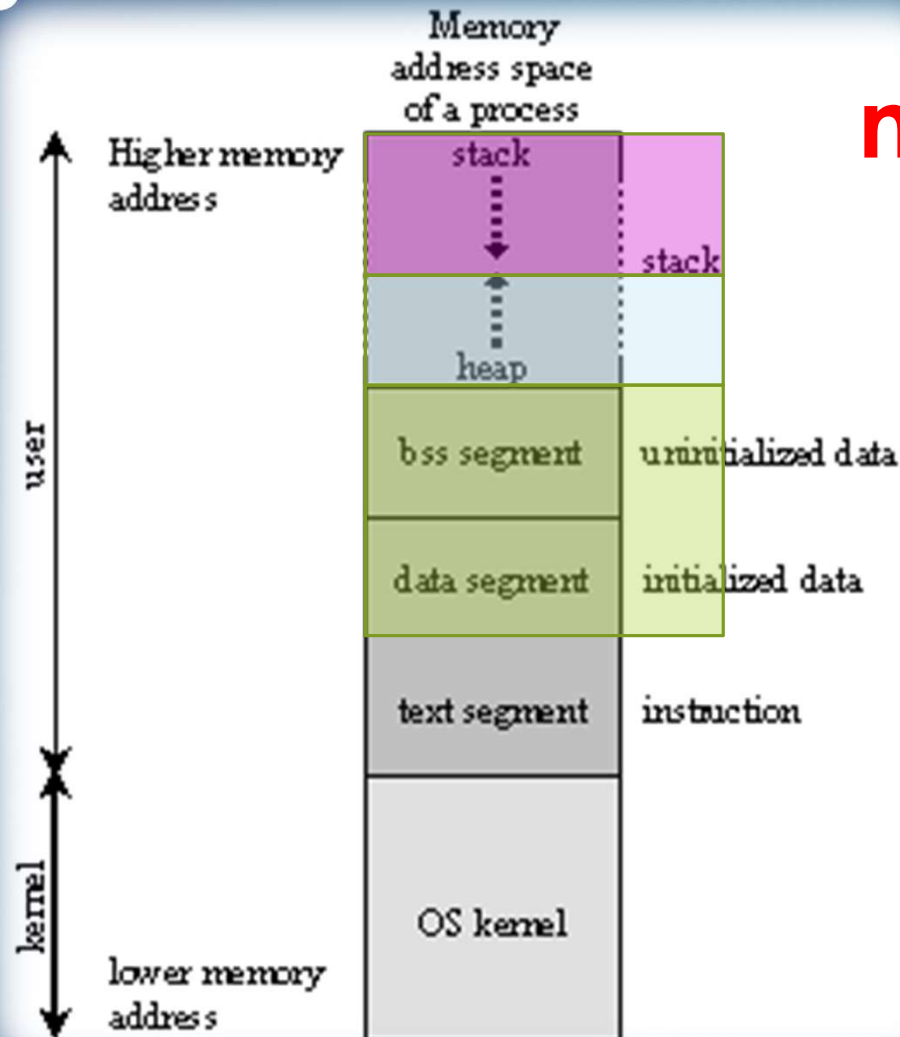 Memory
address space
of a process
Higher memory
address
stack
stack
heap
user
bss segment
uninitialized data
data segment
initialized data
text segment
instruction
kernel
OS kernel
lower memory
address